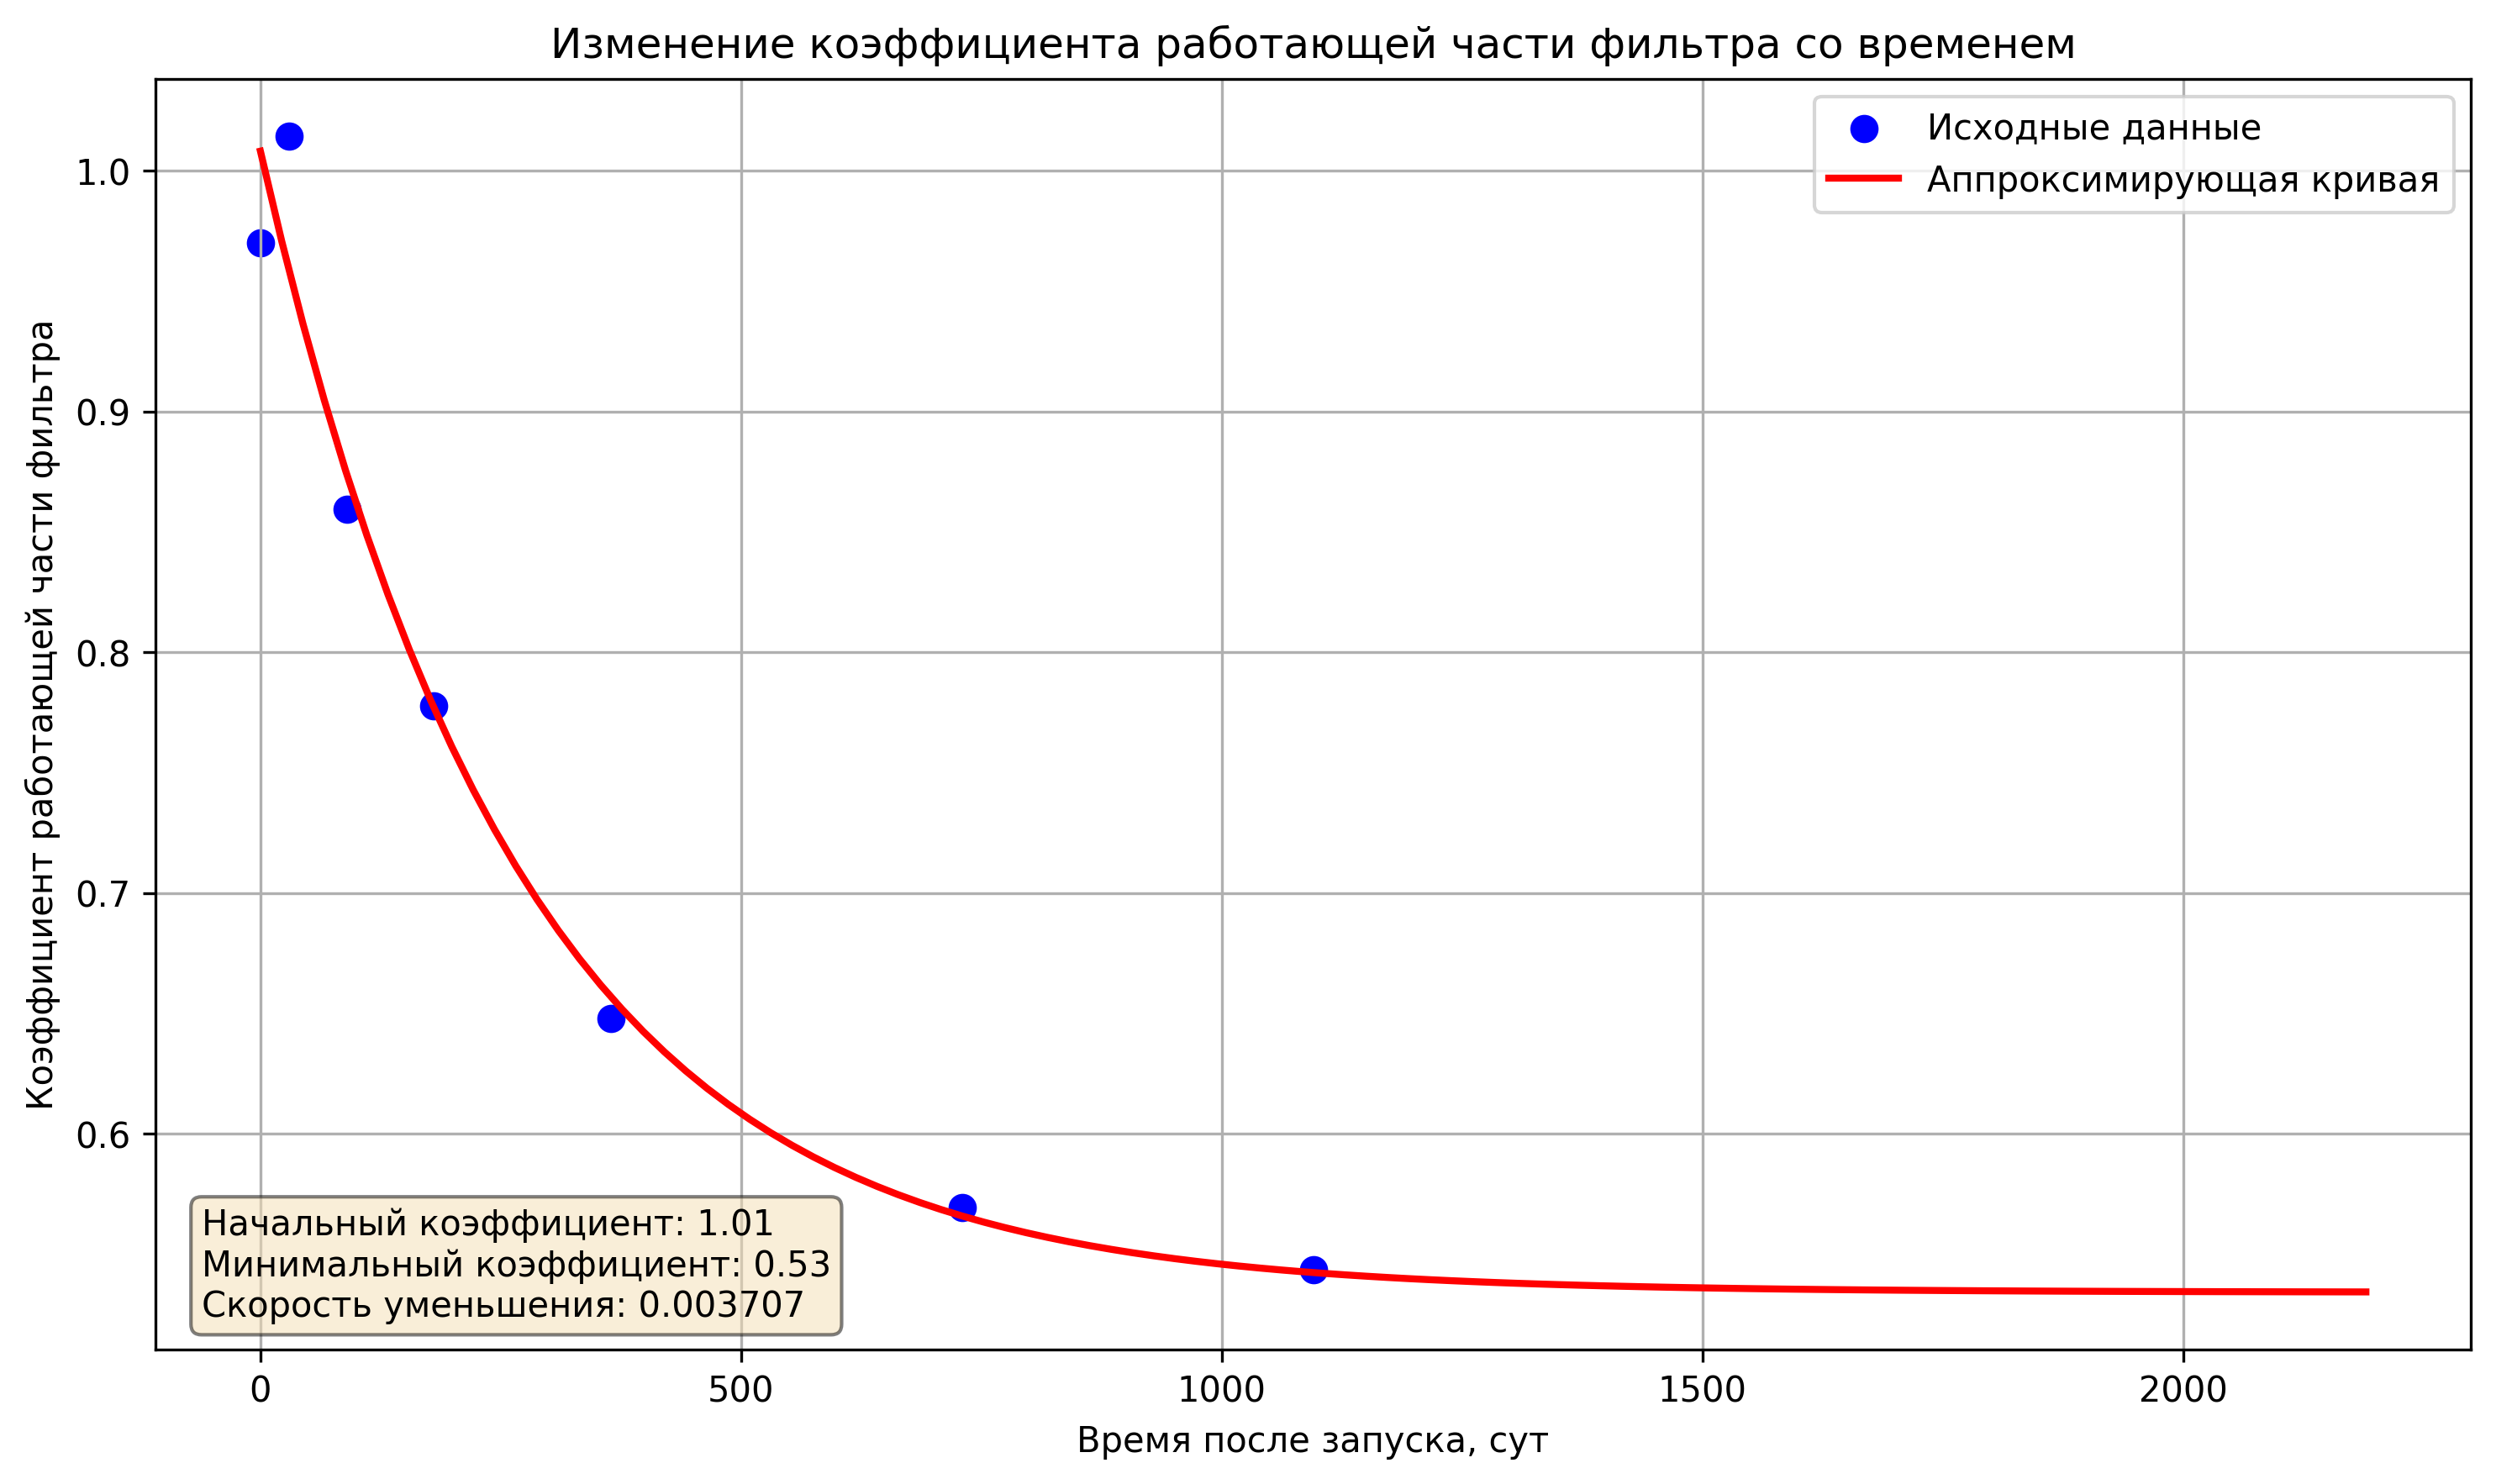 Изменение коэффициента работающей части фильтра со временем
Исходные данные
Аппроксимирующая кривая
Коэффициент работающей части фильтра
1.0
0.9
0.8
0.7
0.6
Начальный коэффициент: 1.01
Минимальный коэффициент: 0.53
Скорость уменьшения: 0.003707
0
500
1000
1500
2000
Время после запуска, сут